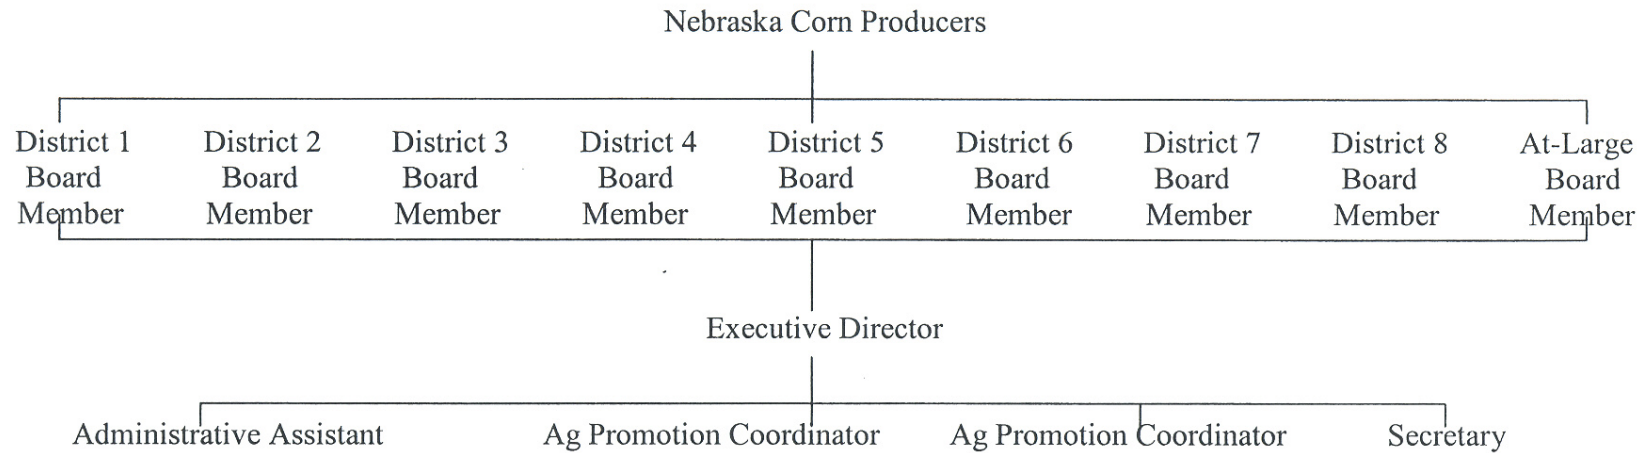 Nebraska Corn Producers
District 1 District 2 District 3 District 4 District 5 District 6 District 7 District 8 At-Large
Board Board Board Board Board Board Board Board Board
Member Member Member Member Member Member Member Member Member
Executive Director
Administrative Assistant Ag Promotion Coordinator Ag Promotion Coordinator Secretary